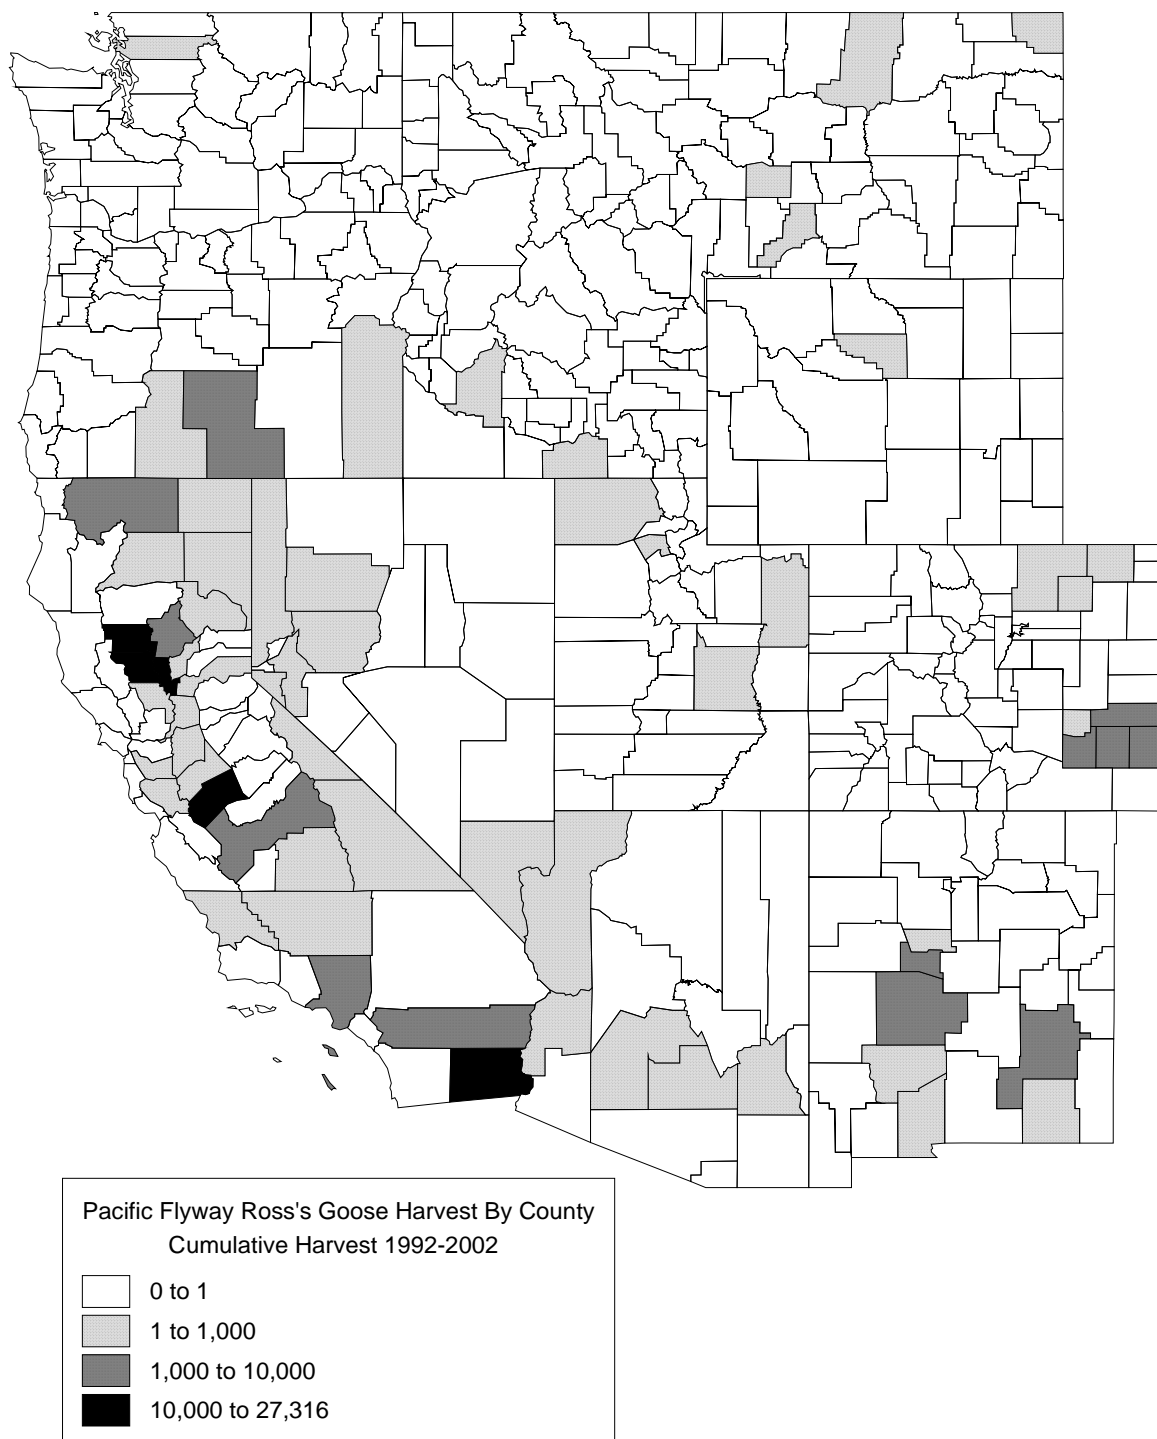 Pacific Flyway Ross's Goose Harvest By County
Cumulative Harvest 1992-2002
0 to 1
1 to 1,000
1,000 to 10,000
10,000 to 27,316